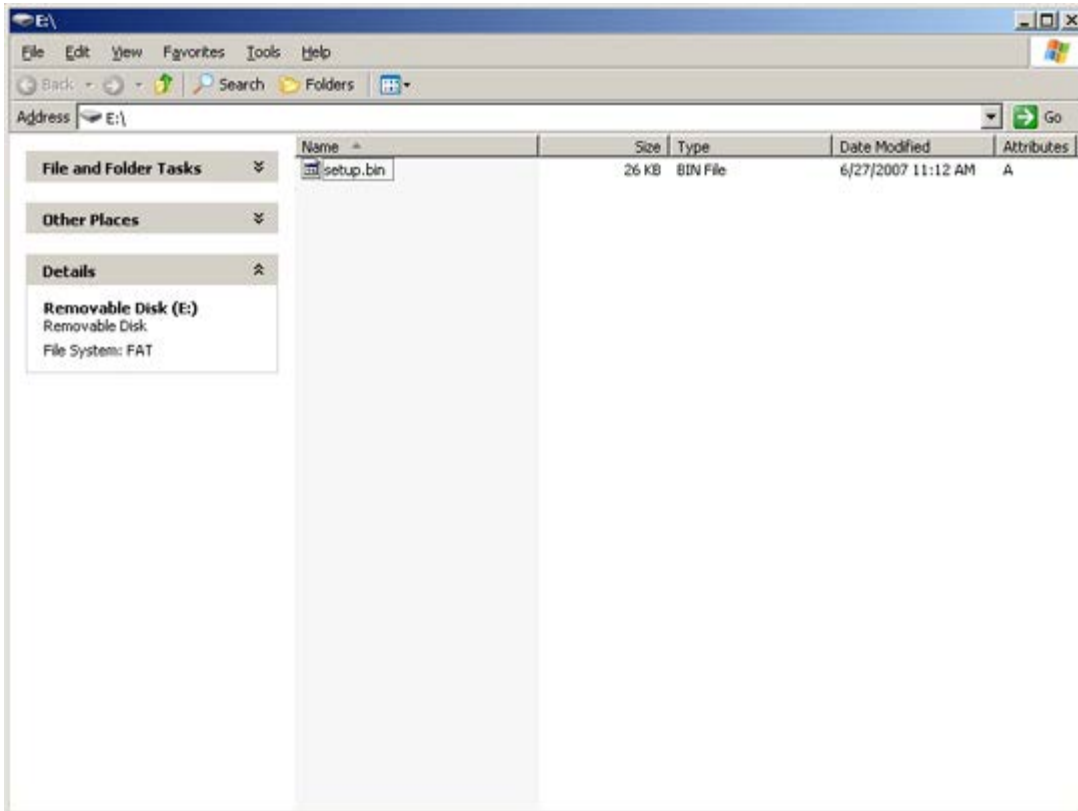 E:\
File Edit View Favorites Tools Help
Back Search Folders
Address E:\ Go
File and Folder Tasks
Other Places
Details
Removable Disk (E:)
Removable Disk
File System: FAT
Name Size Type Date Modified Attributes
setup.bin 26 KB BIN File 6/27/2007 11:12 AM A